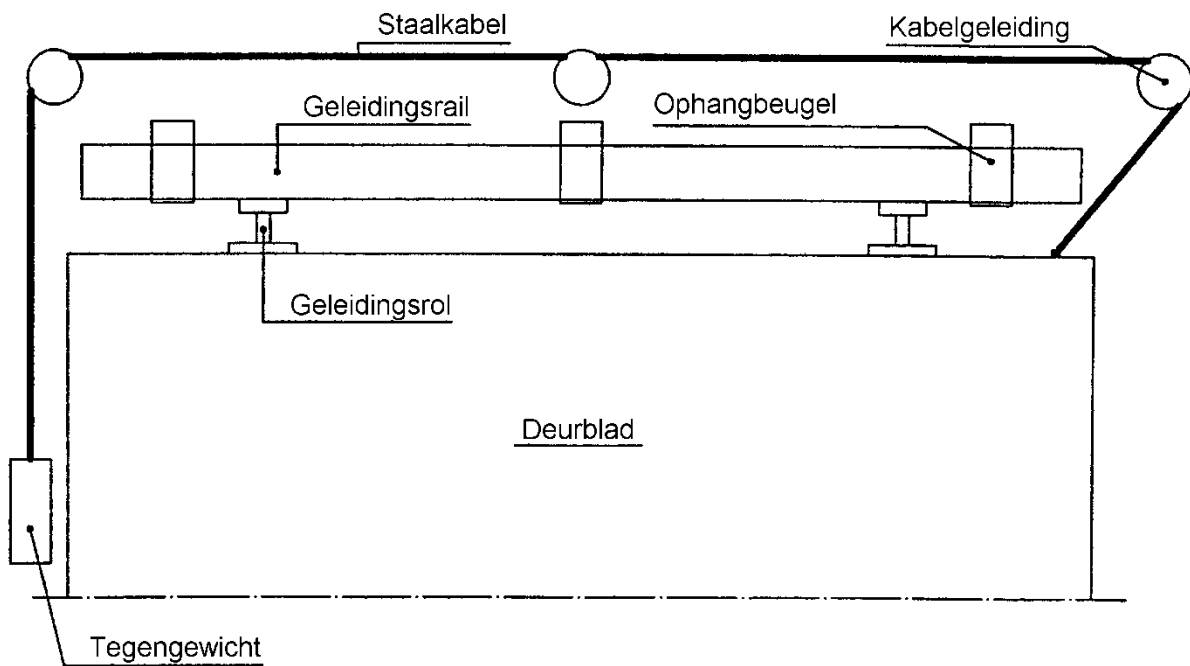 Staalkabel
Kabelgeleiding
Geleidingsrail
Ophangbeugel
Geleidingsrol
Deurblad
Tegengewicht